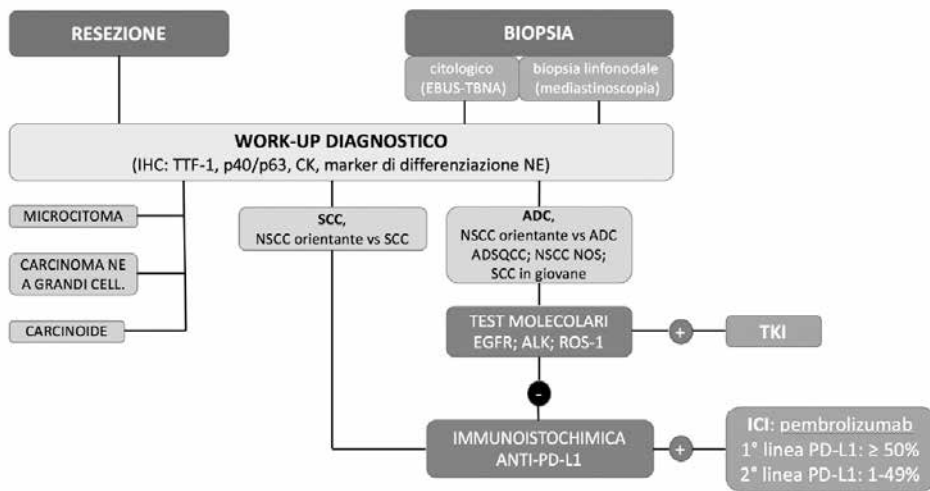 RESEZIONE
BIOPSIA
citologico
(EBUS-TBNA)
biopsia linfonodale
(mediastinoscopia)
WORK-UP DIAGNOSTICO
(IHC: TTF-1, p40/p63, CK, marker di differenziazione NE)
MICROCITOMA
CARCINOMA NE
A GRANDI CELL.
CARCINOIDE
SCC,
NSCC orientante vs SCC
ADC,
NSCC orientante vs ADC
ADSQCC; NSCC NOS;
SCC in giovane
TEST MOLECOLARI
EGFR; ALK; ROS-1
+
TKI
-
IMMUNOISTOCHIMICA
ANTI-PD-L1
+
ICI: pembrolizumab
1° linea PD-L1: ≥ 50%
2° linea PD-L1: 1-49%